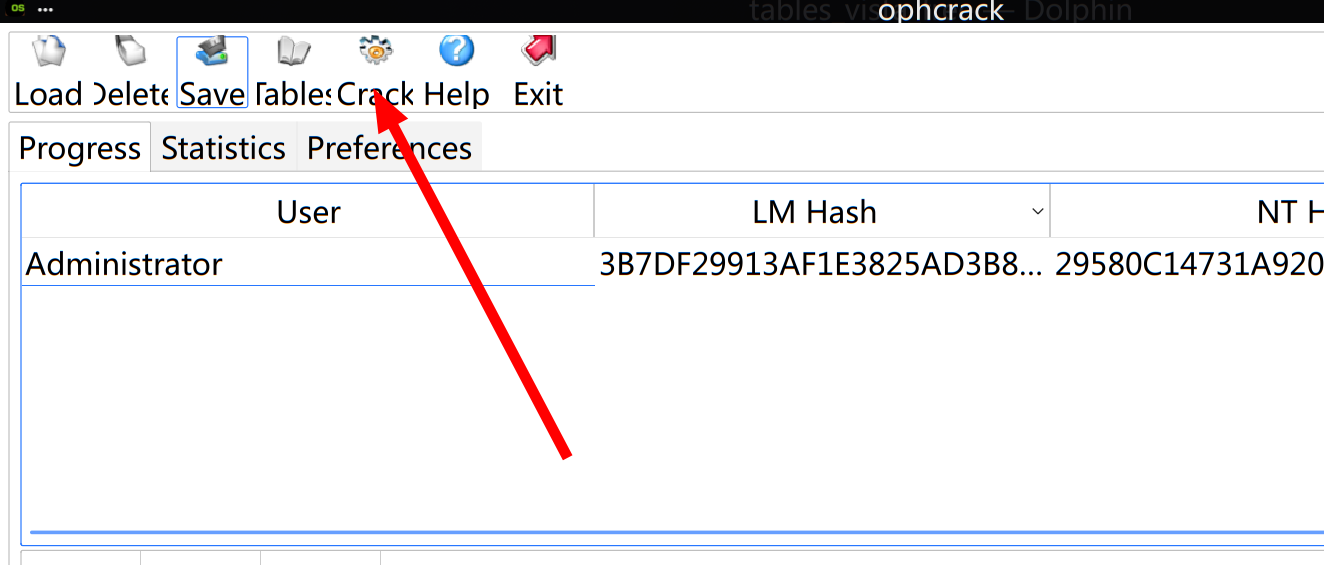 os ... tables vis ophcrack — Dolphin
Load Delete Save Tables Crack Help Exit
Progress Statistics Preferences
User LM Hash NT H
Administrator 3B7DF29913AF1E3825AD3B8... 29580C14731A920